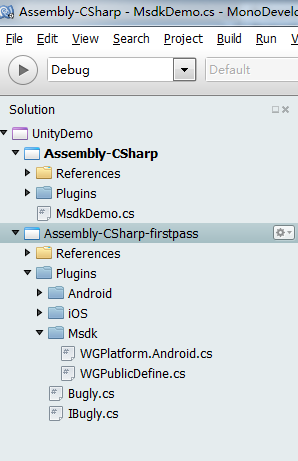 Assembly-CSharp - MsdkDemo.cs - MonoDevel
File Edit View Search Project Build Run
Debug Default
Solution
UnityDemo
Assembly-CSharp
References
Plugins
MsdkDemo.cs
Assembly-CSharp-firstpass
References
Plugins
Android
iOS
Msdk
WGPlatform.Android.cs
WGPublicDefine.cs
Bugly.cs
IBugly.cs